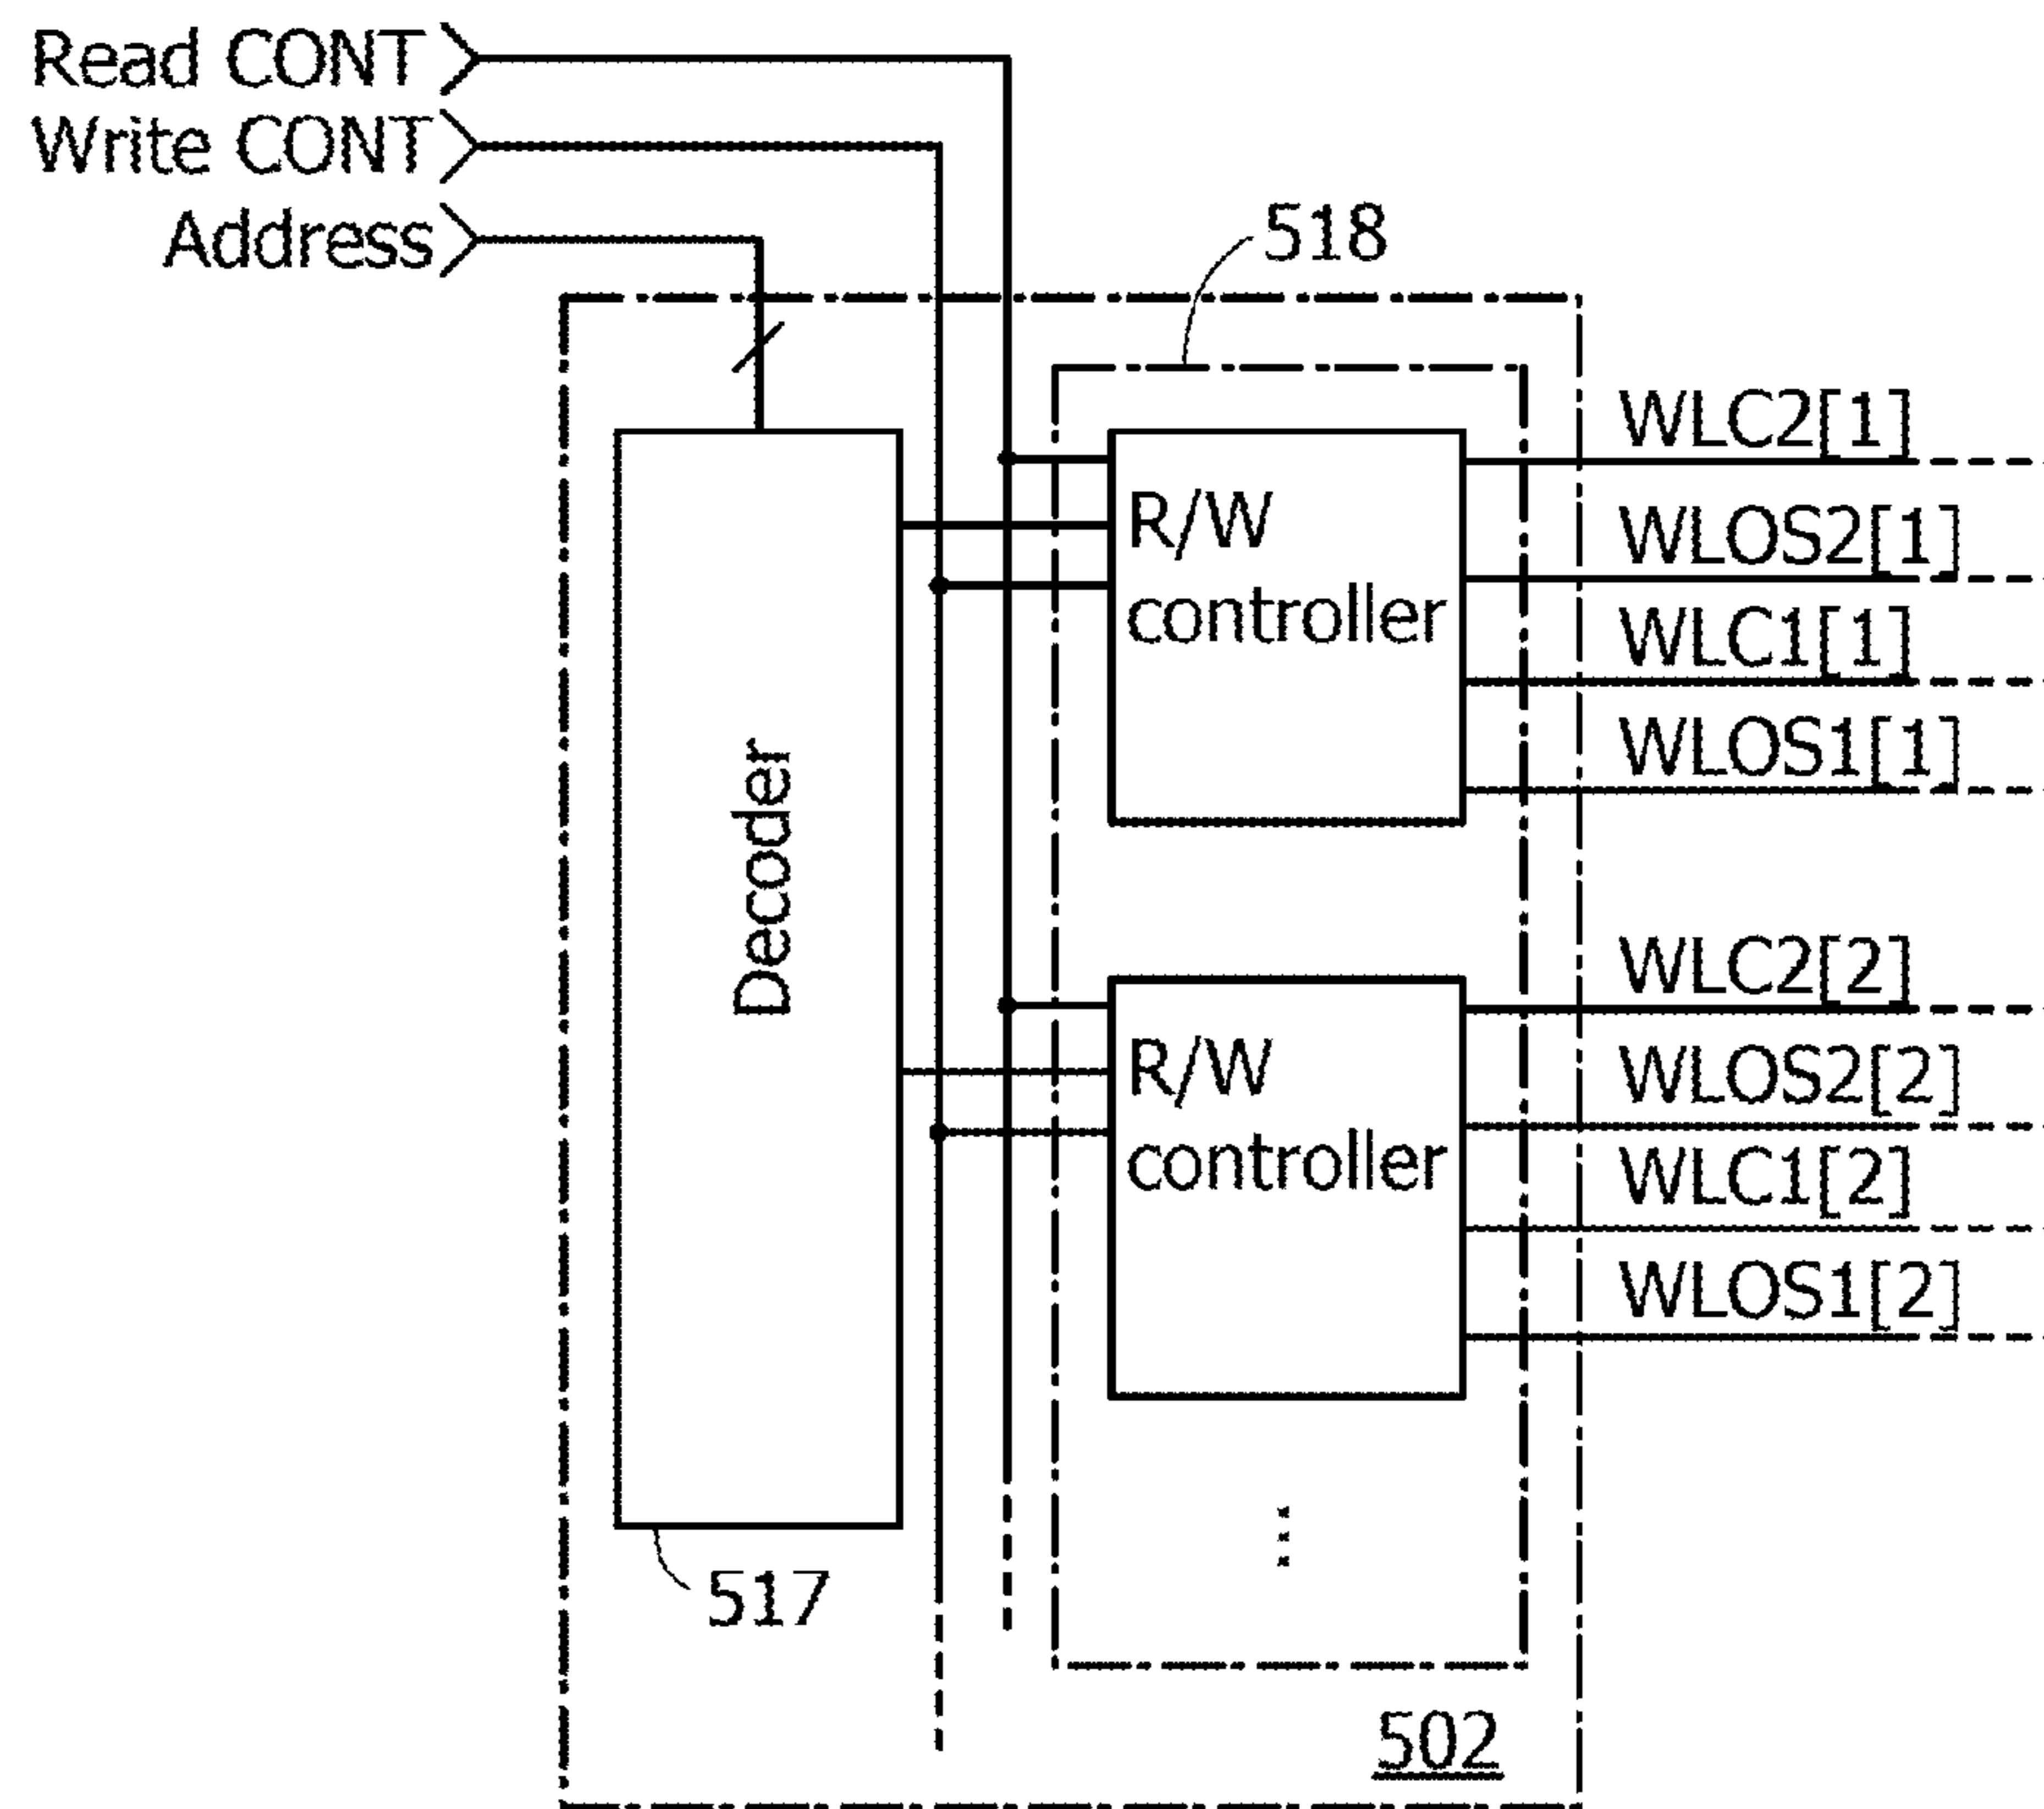 Read CONT
Write CONT
Address
518
WLC2[1]
R/W
controller
WLOS2[1]
WLC1[1]
WLOS1[1]
Decoder
WLC2[2]
R/W
controller
WLOS2[2]
WLC1[2]
WLOS1[2]
517
502